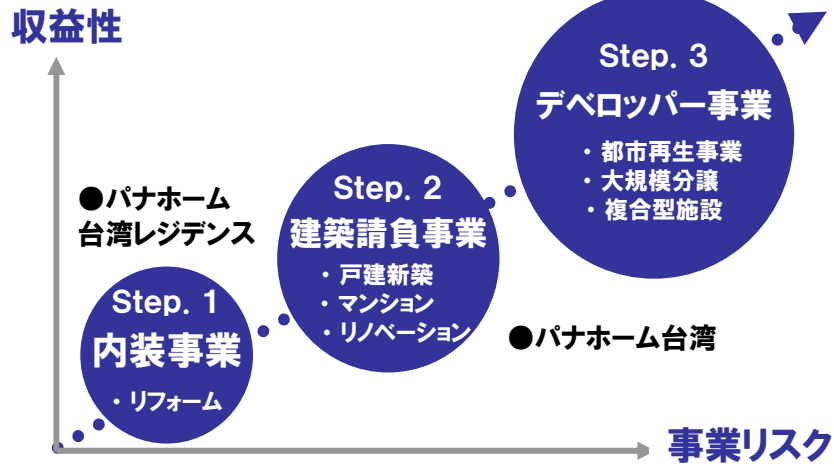 収益性
Step. 3
デベロッパー事業
・都市再生事業
・大規模分譲
・複合型施設
Step. 2
建築請負事業
・戸建新築
・マンション
・リノベーション
●パナホーム
台湾レジデンス
Step. 1
内装事業
・リフォーム
●パナホーム台湾
事業リスク